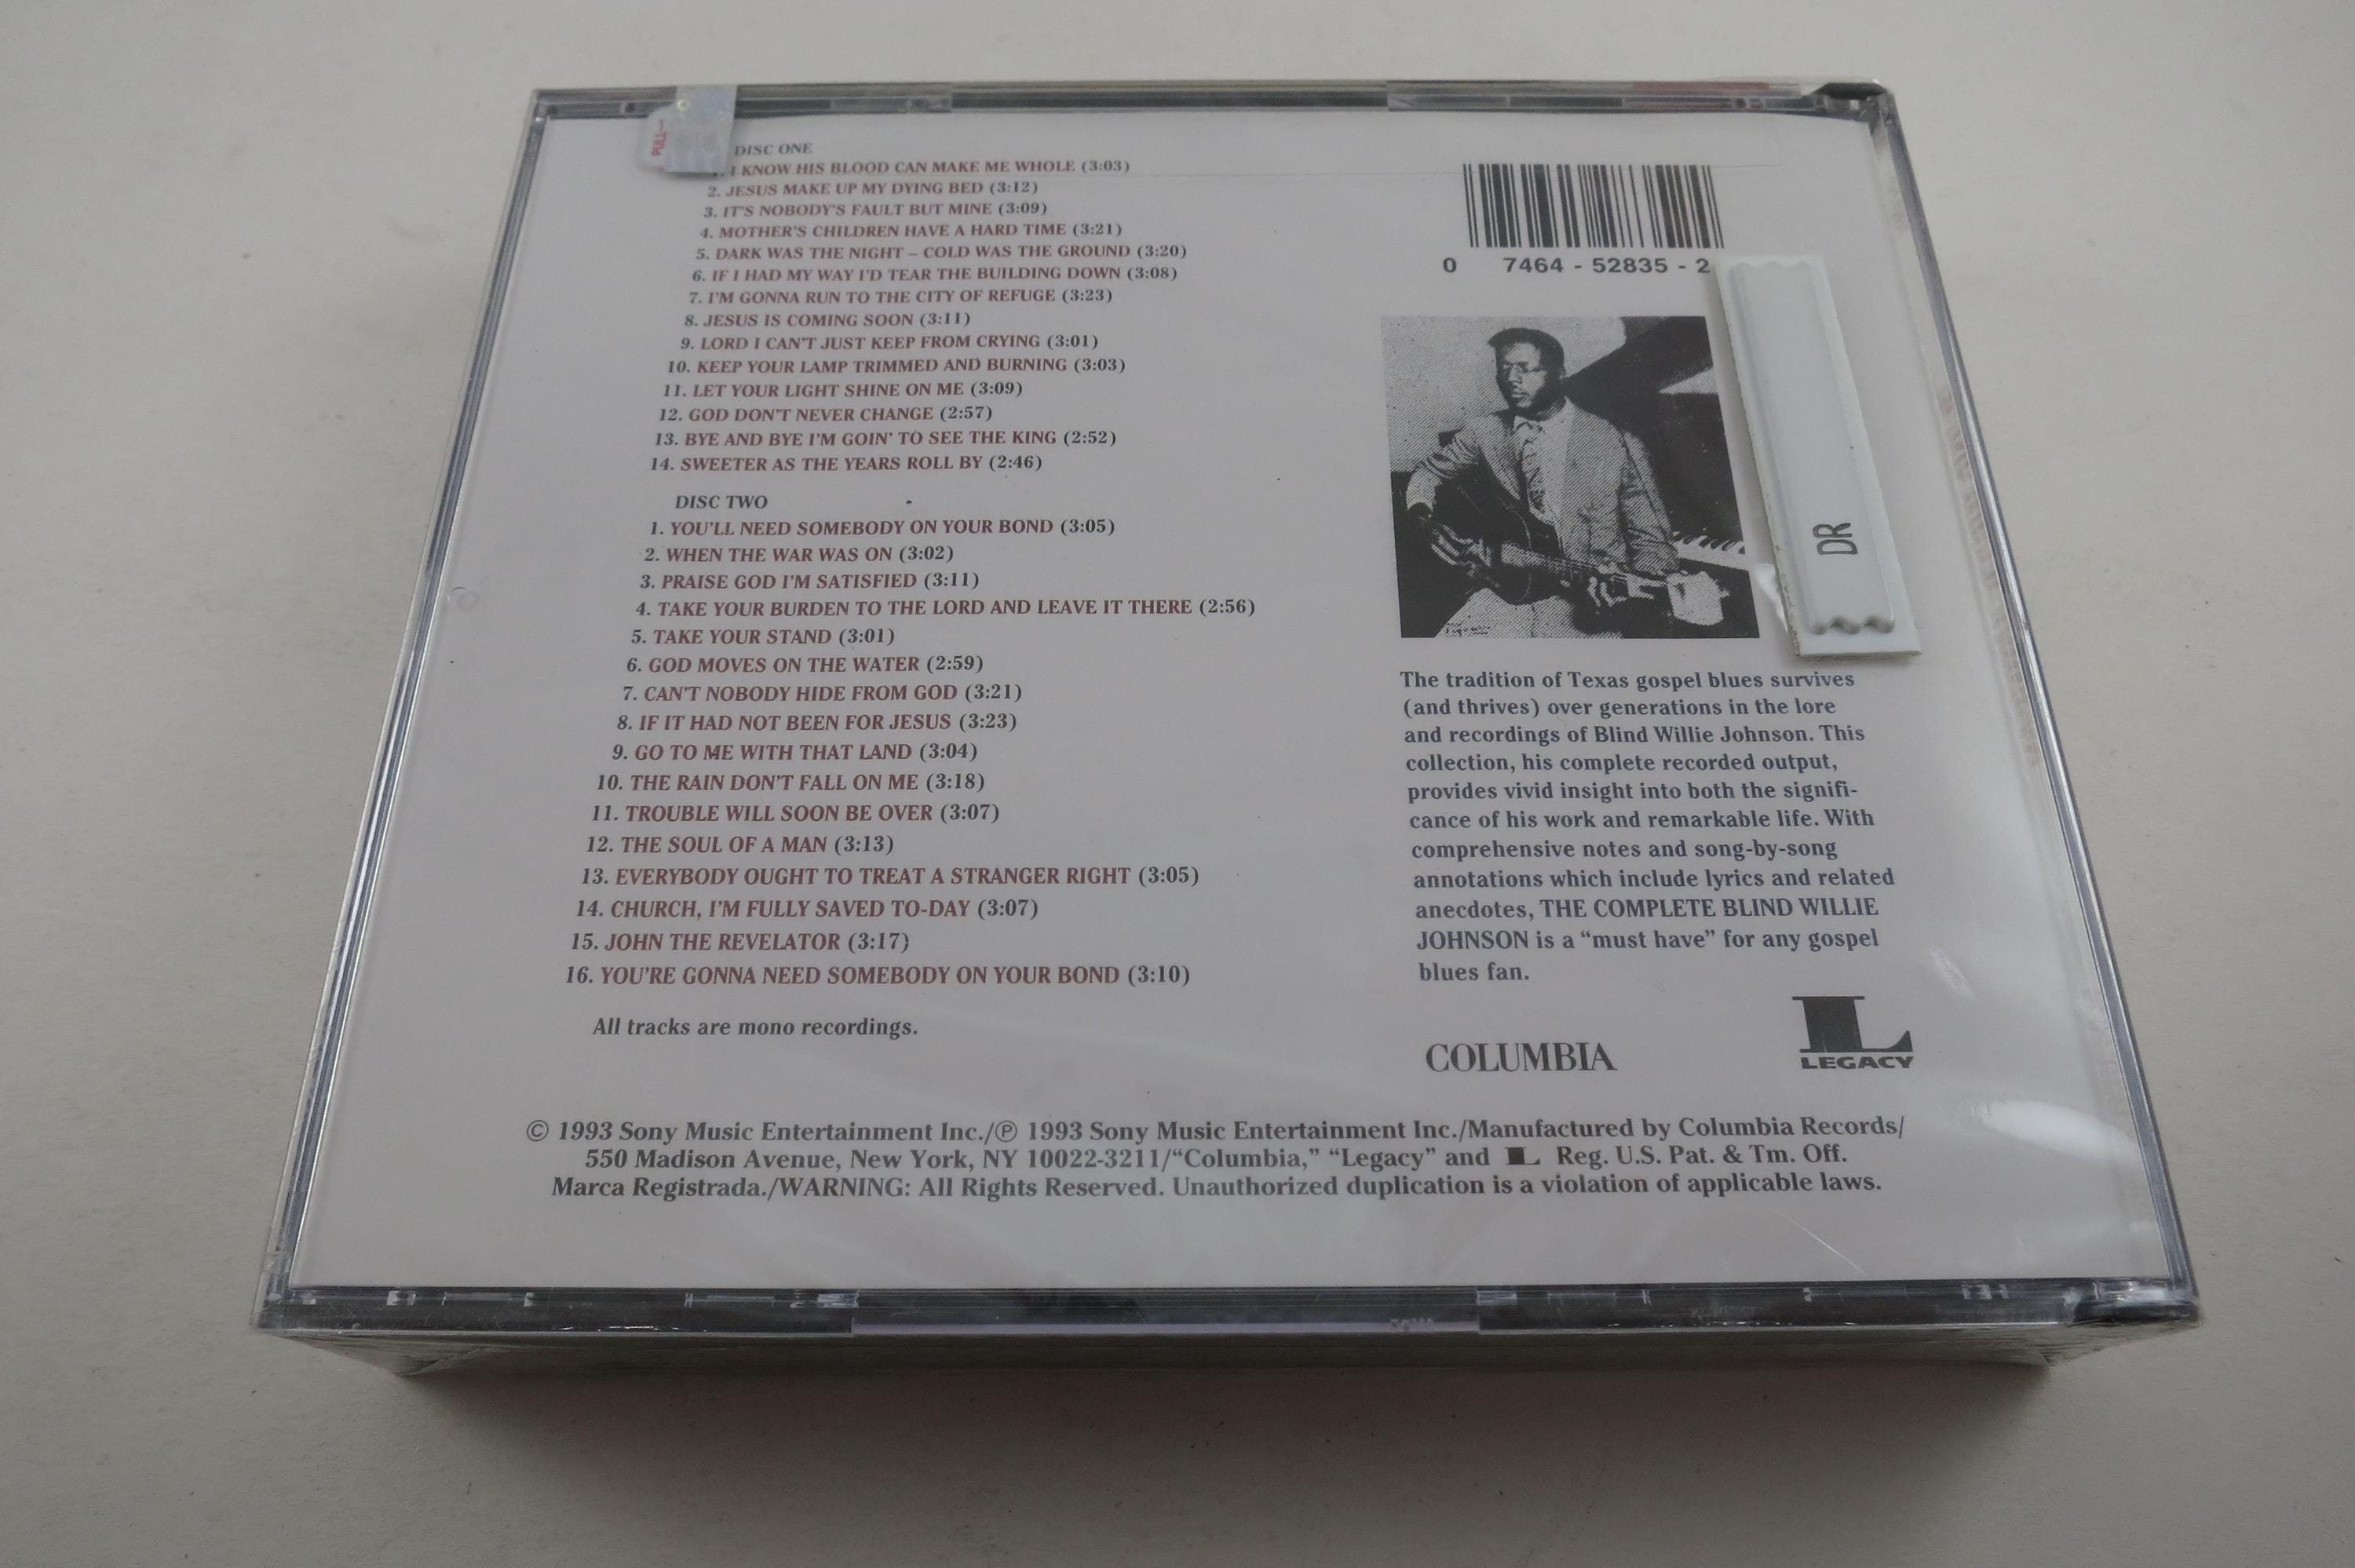 PULL
DISC ONE
1. I KNOW HIS BLOOD CAN MAKE ME WHOLE (3:03)
2. JESUS MAKE UP MY DYING BED (3:12)
3. IT'S NOBODY'S FAULT BUT MINE (3:09)
4. MOTHER'S CHILDREN HAVE A HARD TIME (3:21)
5. DARK WAS THE NIGHT – COLD WAS THE GROUND (3:20)
6. IF I HAD MY WAY I'D TEAR THE BUILDING DOWN (3:08)
7. I'M GONNA RUN TO THE CITY OF REFUGE (3:23)
8. JESUS IS COMING SOON (3:11)
9. LORD I CAN'T JUST KEEP FROM CRYING (3:01)
10. KEEP YOUR LAMP TRIMMED AND BURNING (3:03)
11. LET YOUR LIGHT SHINE ON ME (3:09)
12. GOD DON'T NEVER CHANGE (2:57)
13. BYE AND BYE I'M GOIN' TO SEE THE KING (2:52)
14. SWEETER AS THE YEARS ROLL BY (2:46)
DISC TWO
1. YOU'LL NEED SOMEBODY ON YOUR BOND (3:05)
2. WHEN THE WAR WAS ON (3:02)
3. PRAISE GOD I'M SATISFIED (3:11)
4. TAKE YOUR BURDEN TO THE LORD AND LEAVE IT THERE (2:56)
5. TAKE YOUR STAND (3:01)
6. GOD MOVES ON THE WATER (2:59)
7. CAN'T NOBODY HIDE FROM GOD (3:21)
8. IF IT HAD NOT BEEN FOR JESUS (3:23)
9. GO TO ME WITH THAT LAND (3:04)
10. THE RAIN DON'T FALL ON ME (3:18)
11. TROUBLE WILL SOON BE OVER (3:07)
12. THE SOUL OF A MAN (3:13)
13. EVERYBODY OUGHT TO TREAT A STRANGER RIGHT (3:05)
14. CHURCH, I'M FULLY SAVED TO-DAY (3:07)
15. JOHN THE REVELATOR (3:17)
16. YOU'RE GONNA NEED SOMEBODY ON YOUR BOND (3:10)
All tracks are mono recordings.
0 7464 - 52835 - 2
DR
The tradition of Texas gospel blues survives
(and thrives) over generations in the lore
and recordings of Blind Willie Johnson. This
collection, his complete recorded output,
provides vivid insight into both the signifi-
cance of his work and remarkable life. With
comprehensive notes and song-by-song
annotations which include lyrics and related
anecdotes, THE COMPLETE BLIND WILLIE
JOHNSON is a “must have” for any gospel
blues fan.
COLUMBIA
L
LEGACY
© 1993 Sony Music Entertainment Inc./℗ 1993 Sony Music Entertainment Inc./Manufactured by Columbia Records/
550 Madison Avenue, New York, NY 10022-3211/“Columbia,” “Legacy” and L Reg. U.S. Pat. & Tm. Off.
Marca Registrada./WARNING: All Rights Reserved. Unauthorized duplication is a violation of applicable laws.